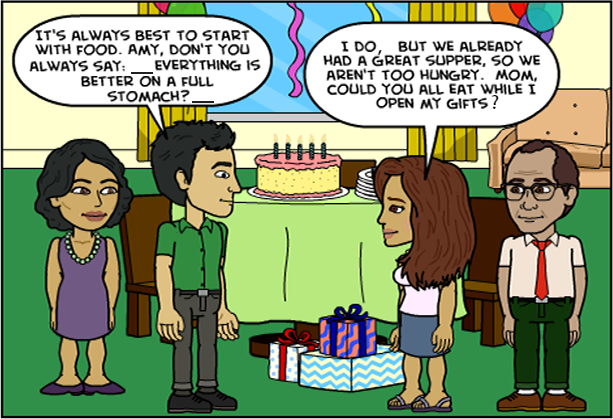 IT'S ALWAYS BEST TO START
WITH FOOD. AMY, DON'T YOU
ALWAYS SAY: __EVERYTHING IS
BETTER ON A FULL
STOMACH?__
I DO, BUT WE ALREADY
HAD A GREAT SUPPER, SO WE
AREN'T TOO HUNGRY. MOM,
COULD YOU ALL EAT WHILE I
OPEN MY GIFTS?